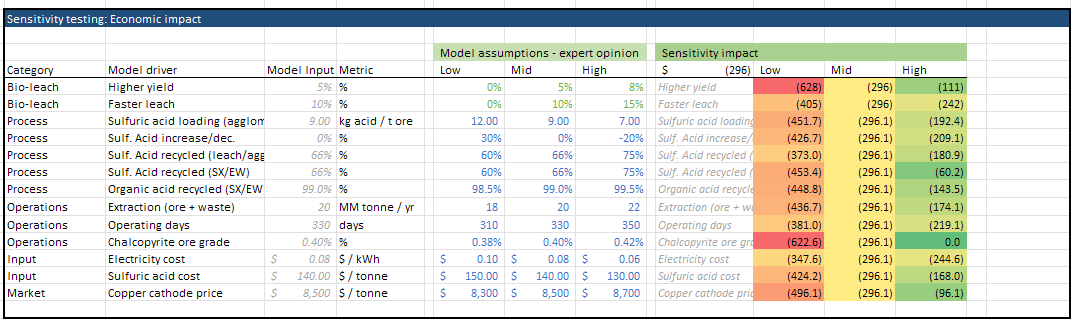 Sensitivity testing: Economic impact
Model assumptions - expert opinion Sensitivity impact
Category Model driver Model Input Metric Low Mid High $ (296) Low Mid High
Bio-leach Higher yield 5% % 0% 5% 8% Higher yield (628) (296) (111)
Bio-leach Faster leach 10% % 0% 10% 15% Faster leach (405) (296) (242)
Process Sulfuric acid loading (agglom 9.00 kg acid / t ore 12.00 9.00 7.00 Sulfuric acid loading (451.7) (296.1) (192.4)
Process Sulf. Acid increase/dec. 0% % 30% 0% -20% Sulf. Acid increase/ (426.7) (296.1) (209.1)
Process Sulf. Acid recycled (leach/agg 66% % 60% 66% 75% Sulf. Acid recycled ( (373.0) (296.1) (180.9)
Process Sulf. Acid recycled (SX/EW) 66% % 60% 66% 75% Sulf. Acid recycled ( (453.4) (296.1) (60.2)
Process Organic acid recycled (SX/EW 99.0% % 98.5% 99.0% 99.5% Organic acid recycle (448.8) (296.1) (143.5)
Operations Extraction (ore + waste) 20 MM tonne / yr 18 20 22 Extraction (ore + wa (436.7) (296.1) (174.1)
Operations Operating days 330 days 310 330 350 Operating days (381.0) (296.1) (219.1)
Operations Chalcopyrite ore grade 0.40% % 0.38% 0.40% 0.42% Chalcopyrite ore gra (622.6) (296.1) 0.0
Input Electricity cost $ 0.08 $ / kWh $ 0.10 $ 0.08 $ 0.06 Electricity cost (347.6) (296.1) (244.6)
Input Sulfuric acid cost $ 140.00 $ / tonne $ 150.00 $ 140.00 $ 130.00 Sulfuric acid cost (424.2) (296.1) (168.0)
Market Copper cathode price $ 8,500 $ / tonne $ 8,300 $ 8,500 $ 8,700 Copper cathode pric (496.1) (296.1) (96.1)